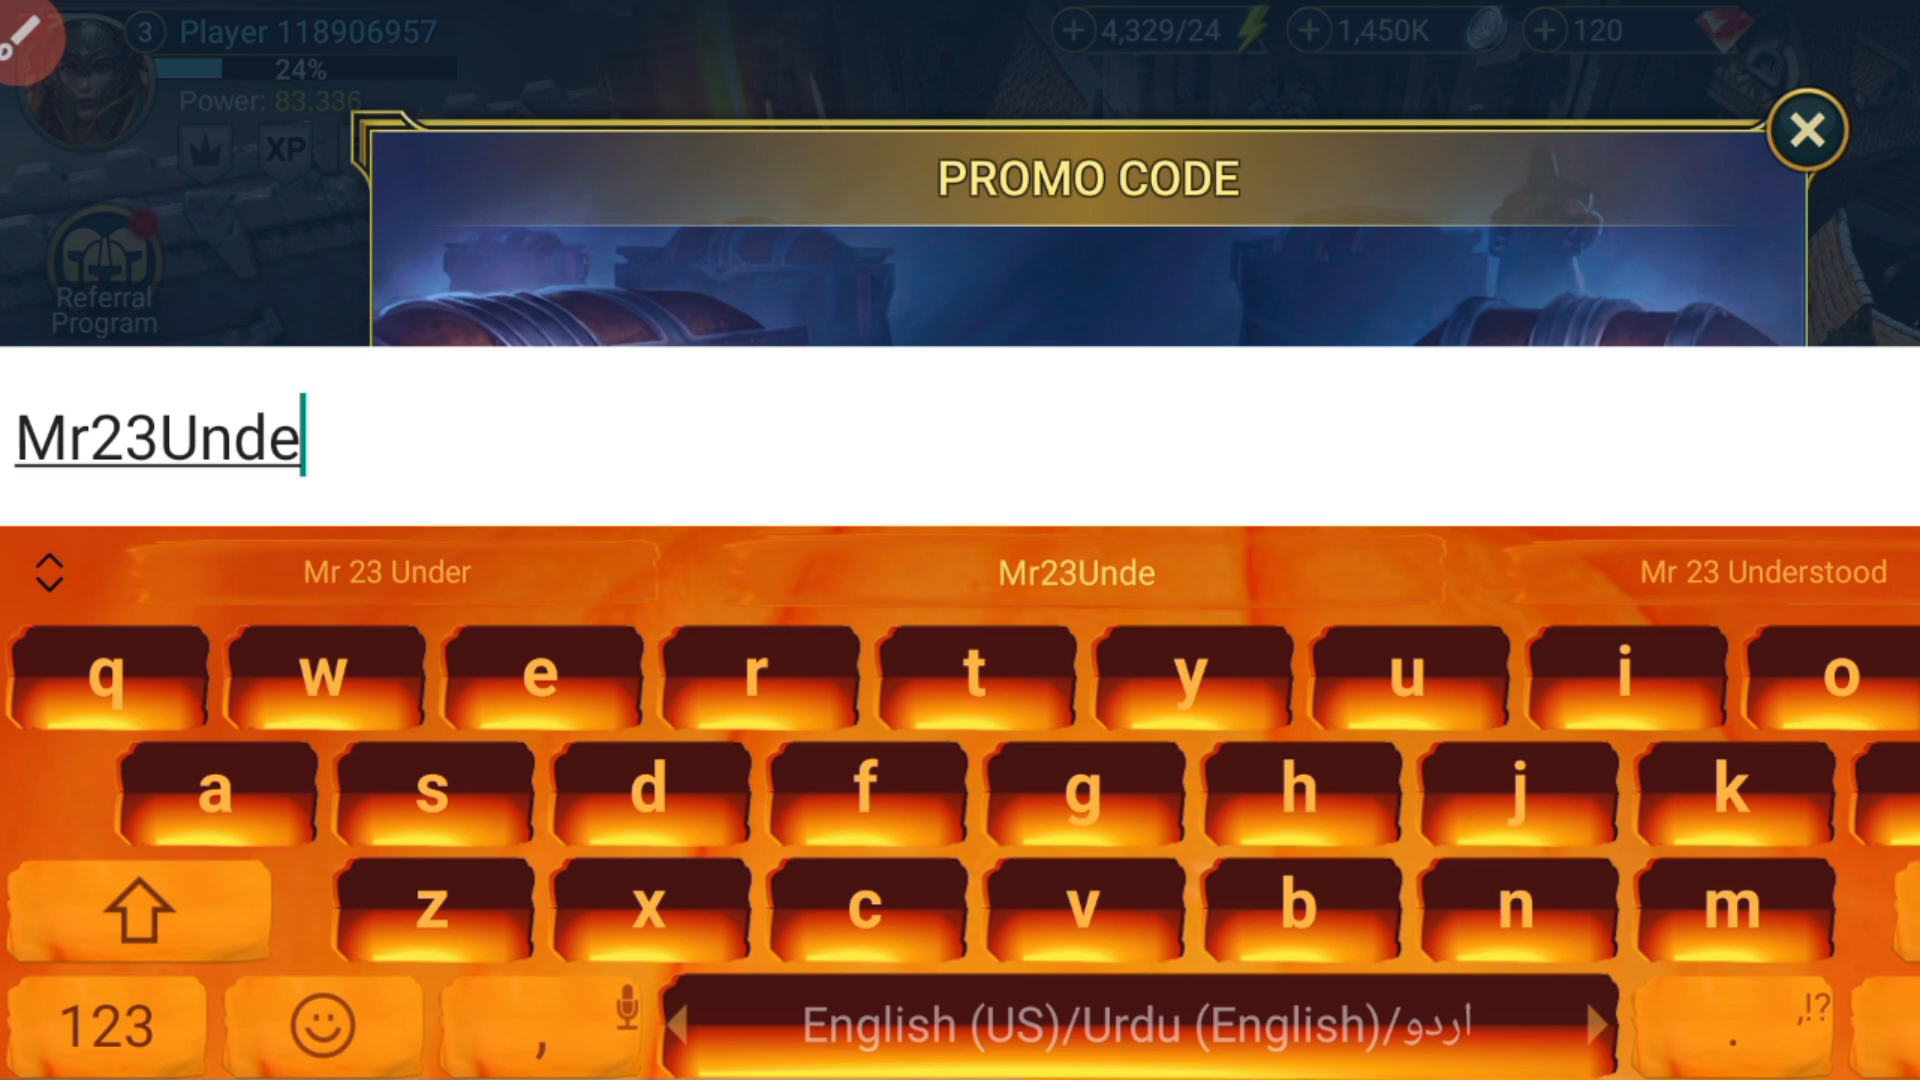 3 Player 118906957
4,329/24 1,450K 120
24%
Power: 83,336
XP
PROMO CODE
Referral
Program
Mr23Unde
Mr 23 Under Mr23Unde Mr 23 Understood
q w e r t y u i o
a s d f g h j k
z x c v b n m
123 , English (US)/Urdu (English)/اردو . ,!?